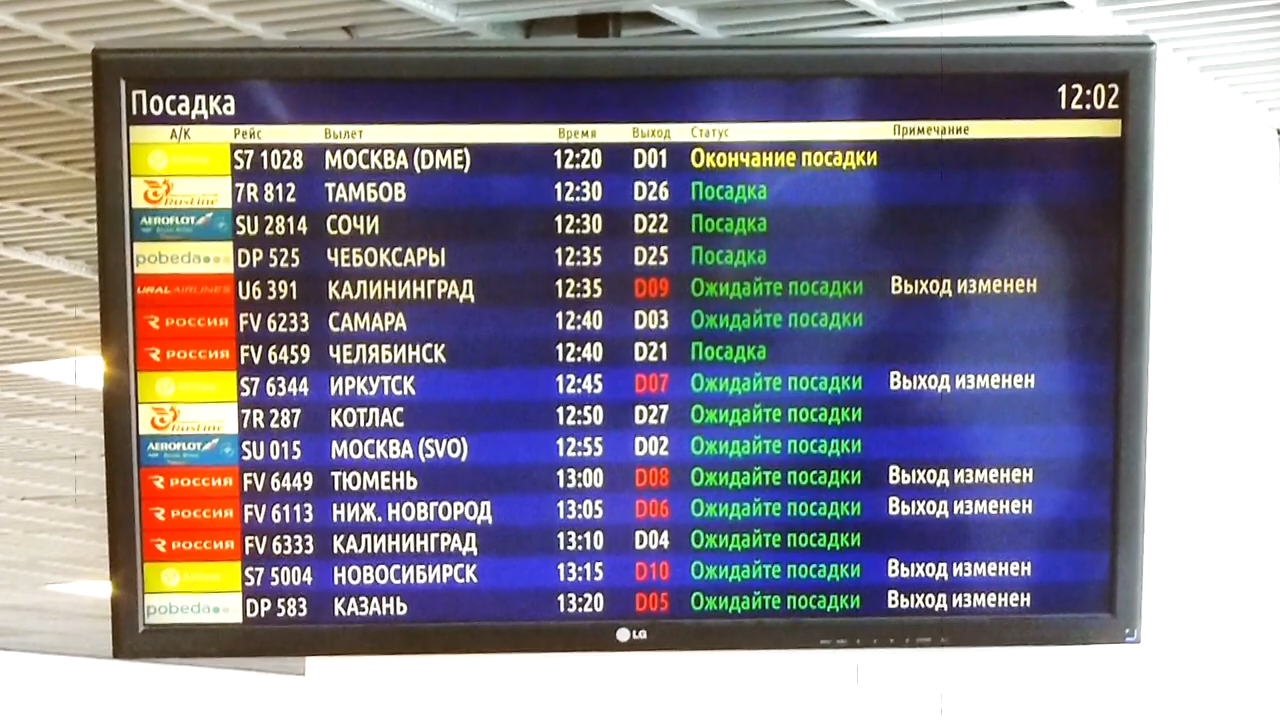 Посадка 12:02
А/К Рейс Вылет Время Выход Статус Примечание
S7 1028 МОСКВА (DME) 12:20 D01 Окончание посадки
RusLine 7R 812 ТАМБОВ 12:30 D26 Посадка
AEROFLOT SU 2814 СОЧИ 12:30 D22 Посадка
pobeda DP 525 ЧЕБОКСАРЫ 12:35 D25 Посадка
URAL AIRLINES U6 391 КАЛИНИНГРАД 12:35 D09 Ожидайте посадки Выход изменен
РОССИЯ FV 6233 САМАРА 12:40 D03 Ожидайте посадки
РОССИЯ FV 6459 ЧЕЛЯБИНСК 12:40 D21 Посадка
S7 6344 ИРКУТСК 12:45 D07 Ожидайте посадки Выход изменен
RusLine 7R 287 КОТЛАС 12:50 D27 Ожидайте посадки
AEROFLOT SU 015 МОСКВА (SVO) 12:55 D02 Ожидайте посадки
РОССИЯ FV 6449 ТЮМЕНЬ 13:00 D08 Ожидайте посадки Выход изменен
РОССИЯ FV 6113 НИЖ. НОВГОРОД 13:05 D06 Ожидайте посадки Выход изменен
РОССИЯ FV 6333 КАЛИНИНГРАД 13:10 D04 Ожидайте посадки
S7 5004 НОВОСИБИРСК 13:15 D10 Ожидайте посадки Выход изменен
pobeda DP 583 КАЗАНЬ 13:20 D05 Ожидайте посадки Выход изменен
LG